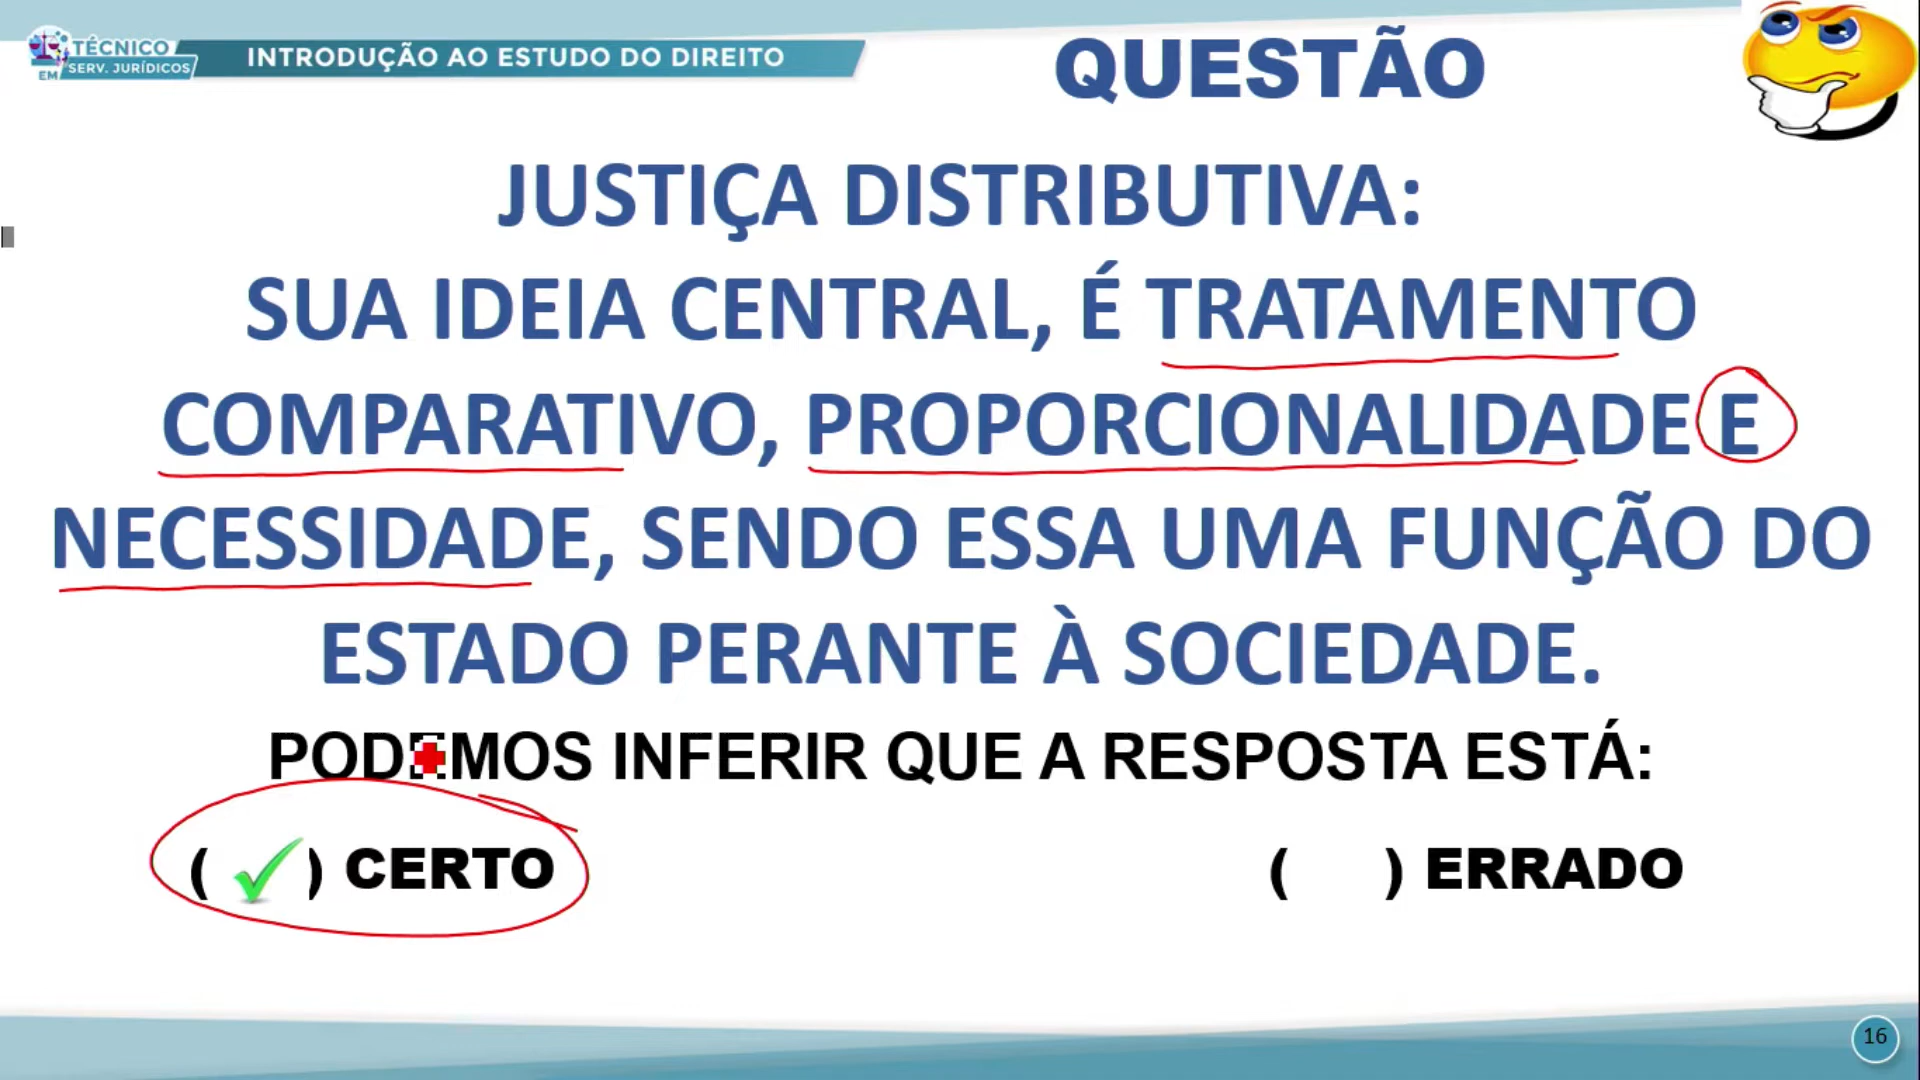 TÉCNICO
EM SERV. JURÍDICOS
INTRODUÇÃO AO ESTUDO DO DIREITO
QUESTÃO
JUSTIÇA DISTRIBUTIVA:
SUA IDEIA CENTRAL, É TRATAMENTO
COMPARATIVO, PROPORCIONALIDADE E
NECESSIDADE, SENDO ESSA UMA FUNÇÃO DO
ESTADO PERANTE À SOCIEDADE.
PODEMOS INFERIR QUE A RESPOSTA ESTÁ:
( ✓ ) CERTO ( ) ERRADO
16